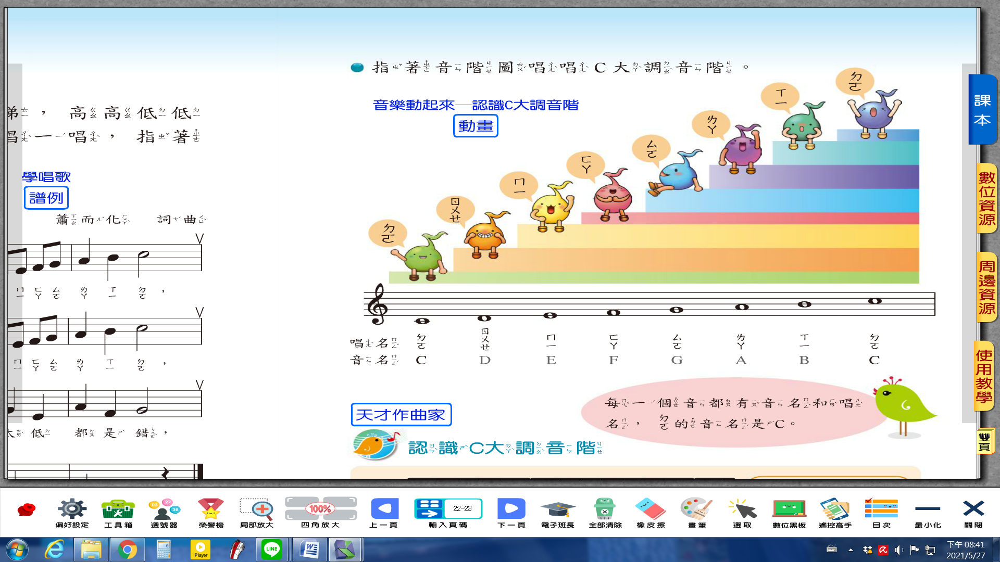 指著音階圖唱唱C大調音階。
音樂動起來—認識C大調音階
動畫
ㄉㄛ
ㄖㄨㄝ
ㄇㄧ
ㄈㄚ
ㄙㄛ
ㄌㄚ
ㄒㄧ
ㄉㄛ
梯，高高低低
唱一唱，指著
學唱歌
譜例
蕭而化 詞曲
ㄇㄧ ㄈㄚ ㄙㄛ ㄌㄚ ㄒㄧ ㄉㄛ，
ㄇㄧ ㄈㄚ ㄙㄛ ㄌㄚ ㄒㄧ ㄉㄛ，
太低 都是錯，
唱名 ㄉㄛ ㄖㄨㄝ ㄇㄧ ㄈㄚ ㄙㄛ ㄌㄚ ㄒㄧ ㄉㄛ
音名 C D E F G A B C
每一個音都有音名和唱
名，ㄉㄛ的音名是C。
天才作曲家
認識C大調音階
課本
數位資源
周邊資源
使用教學
雙頁
03 27 36
100%
22-23
偏好設定 工具箱 選號器 榮譽榜 局部放大 四角放大 上一頁 輸入頁碼 下一頁 電子班長 全部清除 橡皮擦 畫筆 選取 數位黑板 遙控高手 目次 最小化 關閉
Player
LINE
下午 08:41
2021/5/27